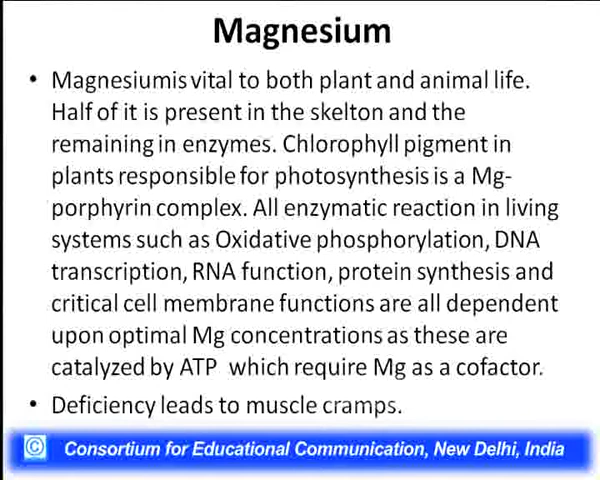 Magnesium
• Magnesiumis vital to both plant and animal life.
Half of it is present in the skelton and the
remaining in enzymes. Chlorophyll pigment in
plants responsible for photosynthesis is a Mg-
porphyrin complex. All enzymatic reaction in living
systems such as Oxidative phosphorylation, DNA
transcription, RNA function, protein synthesis and
critical cell membrane functions are all dependent
upon optimal Mg concentrations as these are
catalyzed by ATP which require Mg as a cofactor.
• Deficiency leads to muscle cramps.
© Consortium for Educational Communication, New Delhi, India